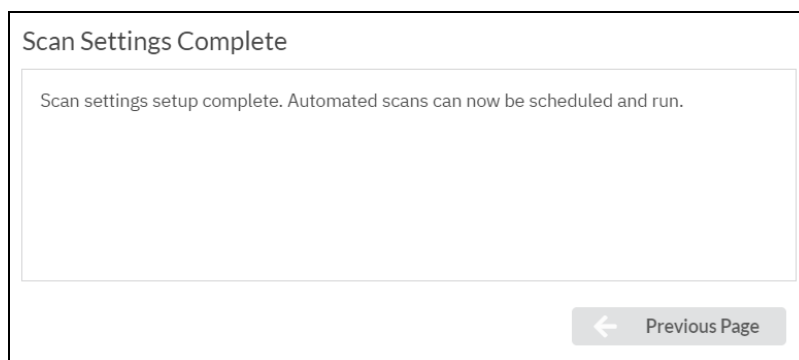 Scan Settings Complete
Scan settings setup complete. Automated scans can now be scheduled and run.
Previous Page